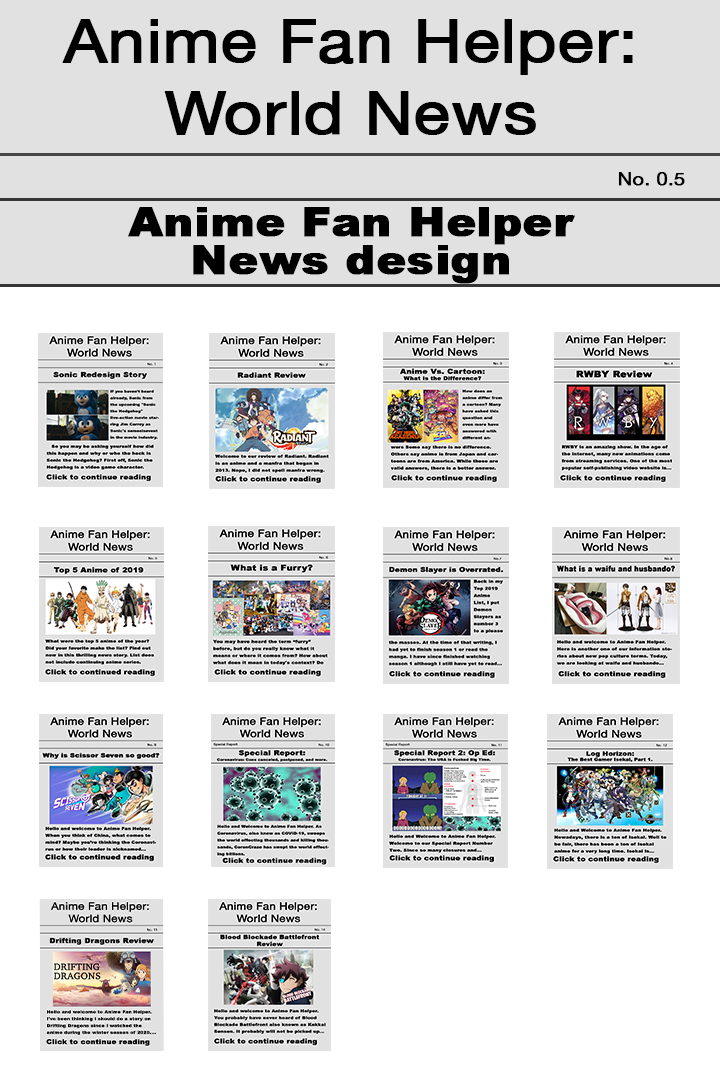 Anime Fan Helper:
World News
No. 0.5
Anime Fan Helper
News design
Anime Fan Helper:
World News
No. 1
Sonic Redesign Story
If you haven't heard
already, Sonic from
the upcoming "Sonic
the Hedgehog"
live-action movie star-
ring Jim Carrey as
Sonic's
in the movie industry.
So you may be asking yourself how did
this happen and why or who the heck is
Sonic the Hedgehog? First off, Sonic the
Hedgehog is a video game character.
Click to continue reading
Anime Fan Helper:
World News
No. 2
Radiant Review
RADIANT
Welcome to our review of Radiant. Radiant
is an anime and a manfra that began in
2013. Nope, I did not spell manfra wrong.
Click to continue reading
Anime Fan Helper:
World News
No. 3
Anime Vs. Cartoon:
What is the Difference?
How does an
anime differ from
a cartoon? Many
have asked this
question and
even more have
answered with
different an-
swers Some say there is no difference.
Others say anime is from Japan and car-
toons are from America. While these are
valid answers, there is a better answer.
Click to continue reading
Anime Fan Helper:
World News
No. 4
RWBY Review
R W B Y
RWBY is an amazing show. In the age of
the internet, many new animations come
from streaming services. One of the most
popular self-publishing video website is...
Click to continue reading
Anime Fan Helper:
World News
No. 5
Top 5 Anime of 2019
What were the top 5 anime of the year?
Did your favorite make the list? Find out
now in this thrilling news story. List does
not include continuing anime series.
Click to continued reading
Anime Fan Helper:
World News
No. 6
What is a Furry?
You may have heard the term "furry"
before, but do you really know what it
means or where it comes from? How about
what does it mean in today's context? Do
Click to continue reading
Anime Fan Helper:
World News
No.7
Demon Slayer is Overrated.
DEMON
SLAYER
Back in my
Top 2019
Anime
List, I put
Demon
Slayers as
number 3
to a please
the masses. At the time of that writing, I
had yet to finish season 1 or read the
manga. I have since finished watching
season 1 although I still have yet to read...
Click to continue reading
Anime Fan Helper:
World News
No.8
What is a waifu and husbando?
Hello and welcome to Anime Fan Helper.
Here is another one of our information sto-
ries about new pop culture terms. Today,
we are looking at waifu and husbando...
Click to continue reading
Anime Fan Helper:
World News
No. 9
Why is Scissor Seven so good?
SCISSOR
SEVEN
Hello and welcome to Anime Fan Helper.
When you think of China, what comes to
mind? Maybe you're thinking the Coronavi-
rus or how their leader is nicknamed...
Click to continued reading
Anime Fan Helper:
World News
Special Report
No. 10
Special Report:
Coronavirus: Cons canceled, postponed, and more.
Hello and Welcome to Anime Fan Helper. As
Coronavirus, also know as COVID-19, sweeps
the world effecting thousands and killing thou-
sands, CoronCraze has swept the world effect-
ing billions.
Click to continue reading
Anime Fan Helper:
World News
Special Report
No. 11
Special Report 2: Op Ed:
Coronavirus: The USA is Fucked Big Time.
Hello and Welcome to Anime Fan Helper.
Welcome to our Special Report Number
Two. Since so many closures and...
Click to continue reading
Anime Fan Helper:
World News
No. 12
Log Horizon:
The Best Gamer Isekai, Part 1.
Hello and welcome to Anime Fan Helper.
Nowadays, there is a ton of Isekai. Well to
be fair, there has been a ton of Isekai
anime for a very long time. Isekai is...
Click to continue reading
Anime Fan Helper:
World News
No. 13
Drifting Dragons Review
DRIFTING
DRAGONS
Hello and welcome to Anime Fan Helper.
I've been thinking I should do a story on
Drifting Dragons since I watched the
anime during the winter season of 2020....
Click to continue reading
Anime Fan Helper:
World News
No. 14
Blood Blockade Battlefront
Review
BLOOD BLOCKADE
BATTLEFRONT
Hello and welcome to Anime Fan Helper.
You probably have never heard of Blood
Blockade Battlefront also known as Kekkai
Sensen. It probably will not be picked up...
Click to continue reading